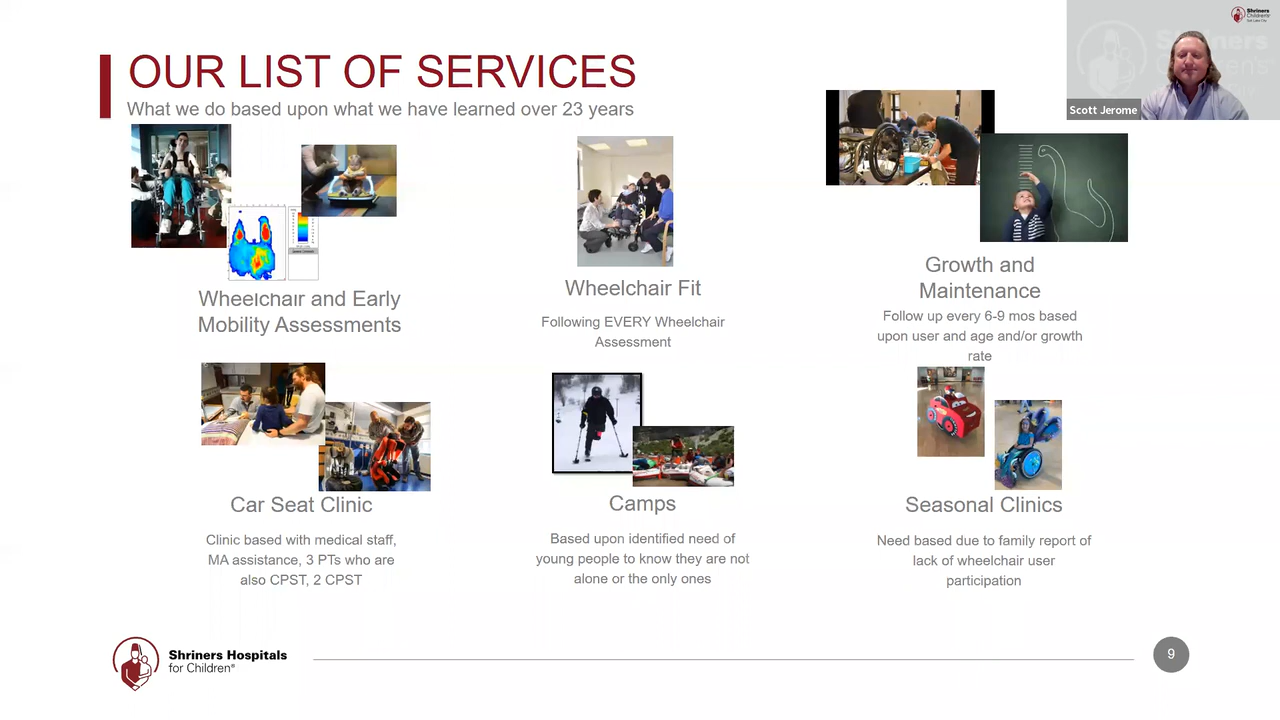 Shriners
Children's
Salt Lake City
Scott Jerome
OUR LIST OF SERVICES
What we do based upon what we have learned over 23 years
Wheelchair and Early
Mobility Assessments
Wheelchair Fit
Following EVERY Wheelchair
Assessment
Growth and
Maintenance
Follow up every 6-9 mos based
upon user and age and/or growth
rate
Car Seat Clinic
Clinic based with medical staff,
MA assistance, 3 PTs who are
also CPST, 2 CPST
Camps
Based upon identified need of
young people to know they are not
alone or the only ones
Seasonal Clinics
Need based due to family report of
lack of wheelchair user
participation
Shriners Hospitals
for Children®
9